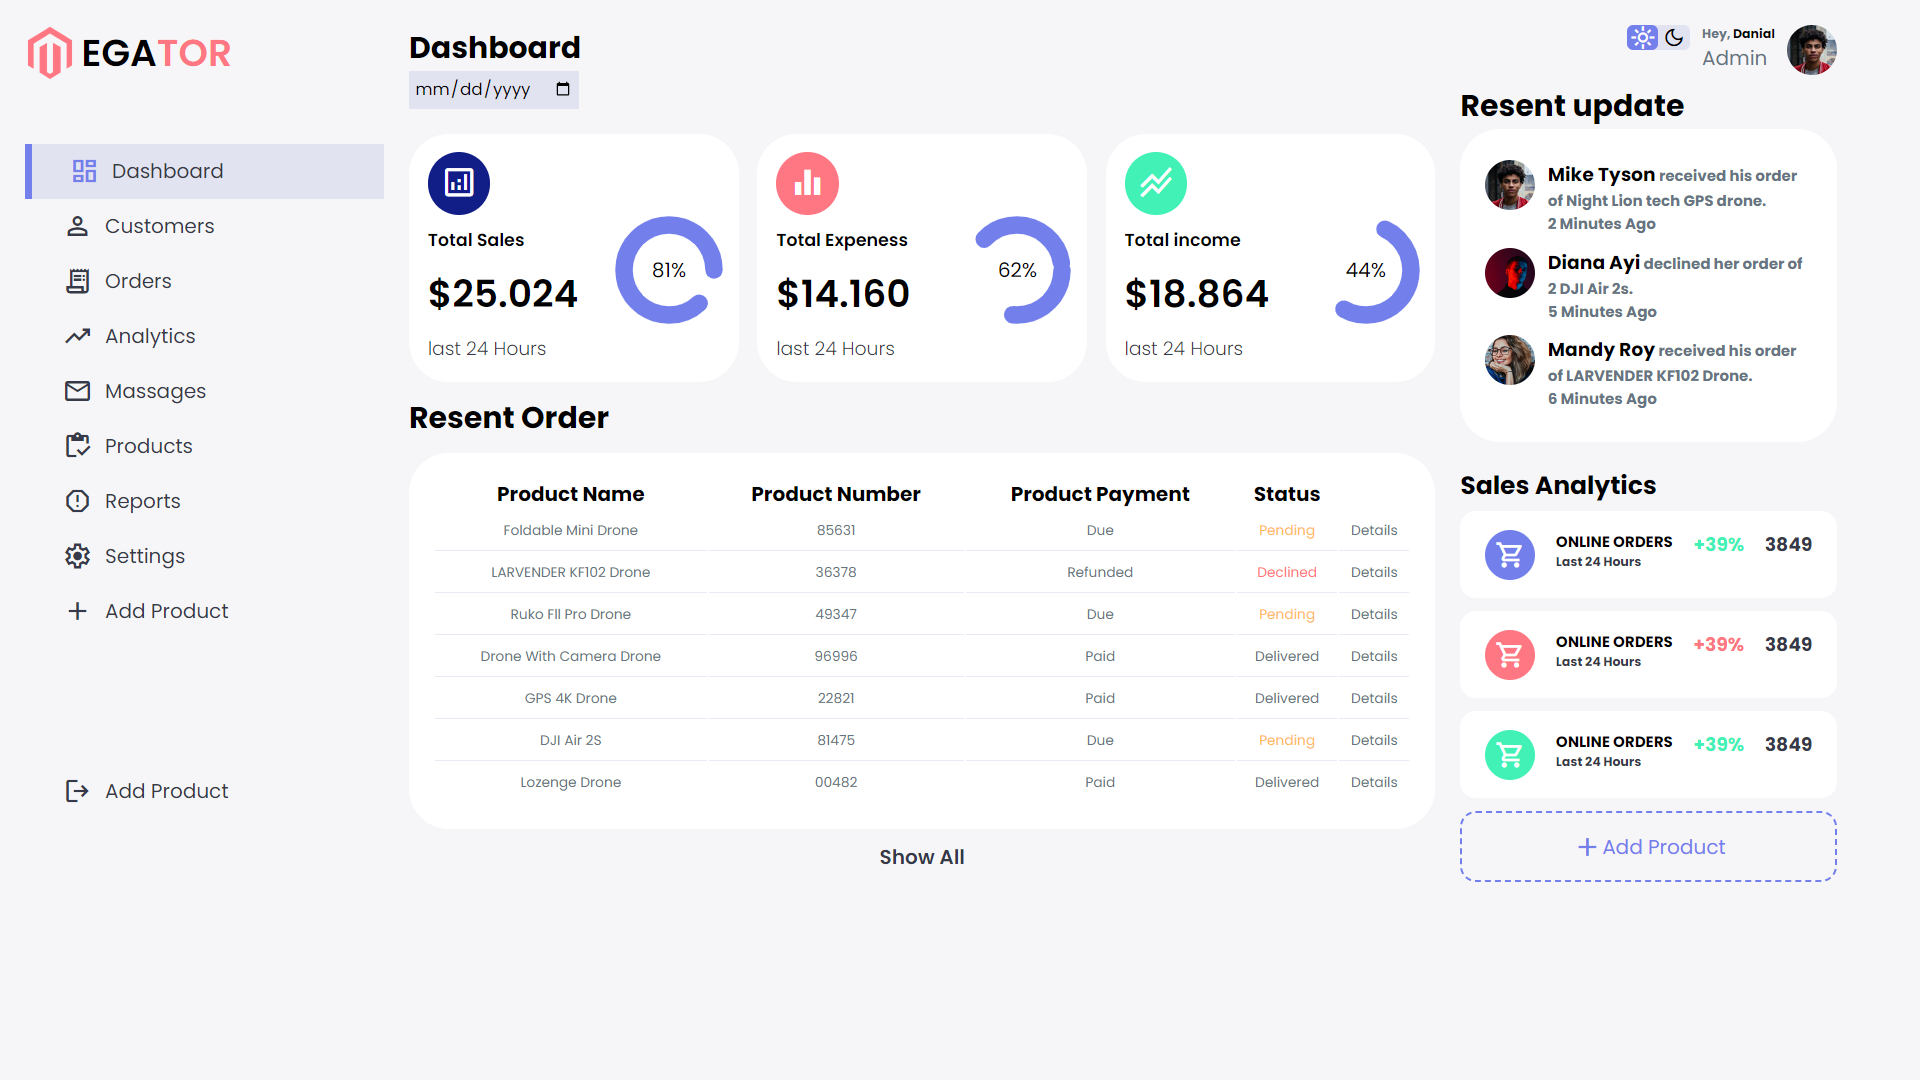 EGATOR
Dashboard
Customers
Orders
Analytics
Massages
Products
Reports
Settings
Add Product
Add Product
Dashboard
mm/dd/yyyy
Total Sales
$25.024
81%
last 24 Hours
Total Expeness
$14.160
62%
last 24 Hours
Total income
$18.864
44%
last 24 Hours
Resent Order
Product Name Product Number Product Payment Status
Foldable Mini Drone 85631 Due Pending Details
LARVENDER KF102 Drone 36378 Refunded Declined Details
Ruko Fll Pro Drone 49347 Due Pending Details
Drone With Camera Drone 96996 Paid Delivered Details
GPS 4K Drone 22821 Paid Delivered Details
DJI Air 2S 81475 Due Pending Details
Lozenge Drone 00482 Paid Delivered Details
Show All
Hey, Danial
Admin
Resent update
Mike Tyson received his order
of Night Lion tech GPS drone.
2 Minutes Ago
Diana Ayi declined her order of
2 DJI Air 2s.
5 Minutes Ago
Mandy Roy received his order
of LARVENDER KF102 Drone.
6 Minutes Ago
Sales Analytics
ONLINE ORDERS +39% 3849
Last 24 Hours
ONLINE ORDERS +39% 3849
Last 24 Hours
ONLINE ORDERS +39% 3849
Last 24 Hours
Add Product